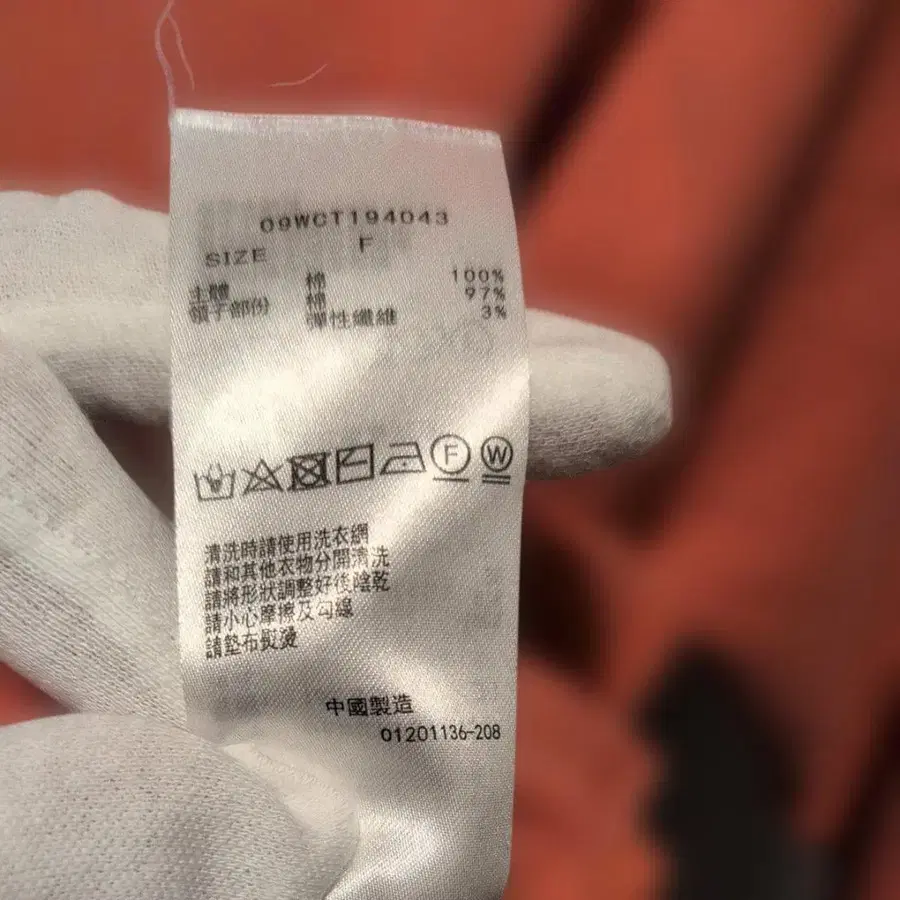 09WCT194043
SIZE F
主體 棉 100%
領子部份 棉 97%
彈性纖維 3%
F W
清洗時請使用洗衣網
請和其他衣物分開清洗
請將形狀調整好後陰乾
請小心摩擦及勾線
請墊布熨燙
中國製造
01201136-208